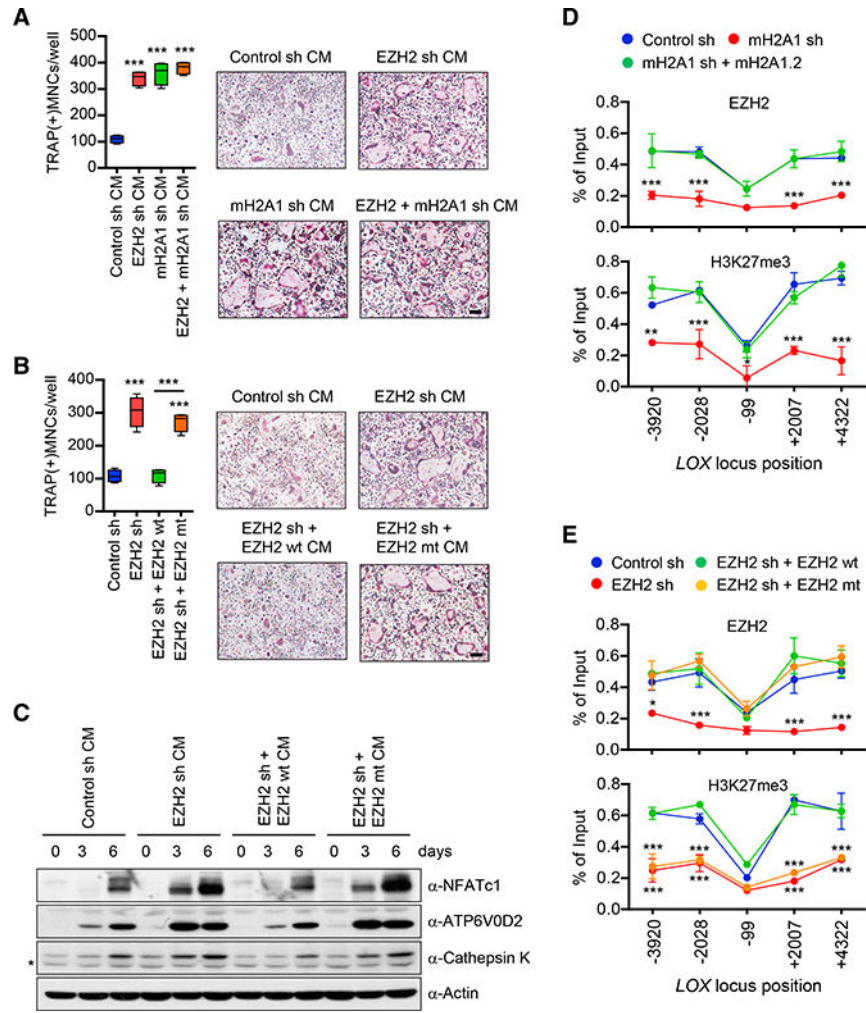 A
TRAP(+)MNCs/well
500
400
300
200
100
0
*** *** ***
Control sh CM
EZH2 sh CM
mH2A1 sh CM
EZH2 + mH2A1 sh CM
Control sh CM EZH2 sh CM
mH2A1 sh CM EZH2 + mH2A1 sh CM
B
TRAP(+)MNCs/well
400
300
200
100
0
*** *** ***
Control sh
EZH2 sh
EZH2 sh + EZH2 wt
EZH2 sh + EZH2 mt
Control sh CM EZH2 sh CM
EZH2 sh + EZH2 wt CM
EZH2 sh + EZH2 mt CM
C
Control sh CM
EZH2 sh CM
EZH2 sh + EZH2 wt CM
EZH2 sh + EZH2 mt CM
0 3 6 0 3 6 0 3 6 0 3 6 days
α-NFATc1
α-ATP6V0D2
* α-Cathepsin K
α-Actin
D
Control sh mH2A1 sh
mH2A1 sh + mH2A1.2
EZH2
% of Input
0.8
0.6
0.4
0.2
0.0
*** *** *** ***
H3K27me3
% of Input
0.8
0.6
0.4
0.2
0.0
** *** * *** ***
-3920 -2028 -99 +2007 +4322
LOX locus position
E
Control sh EZH2 sh + EZH2 wt
EZH2 sh EZH2 sh + EZH2 mt
EZH2
% of Input
0.8
0.6
0.4
0.2
0.0
* *** *** ***
H3K27me3
% of Input
0.8
0.6
0.4
0.2
0.0
*** *** *** ***
*** *** *** ***
-3920 -2028 -99 +2007 +4322
LOX locus position